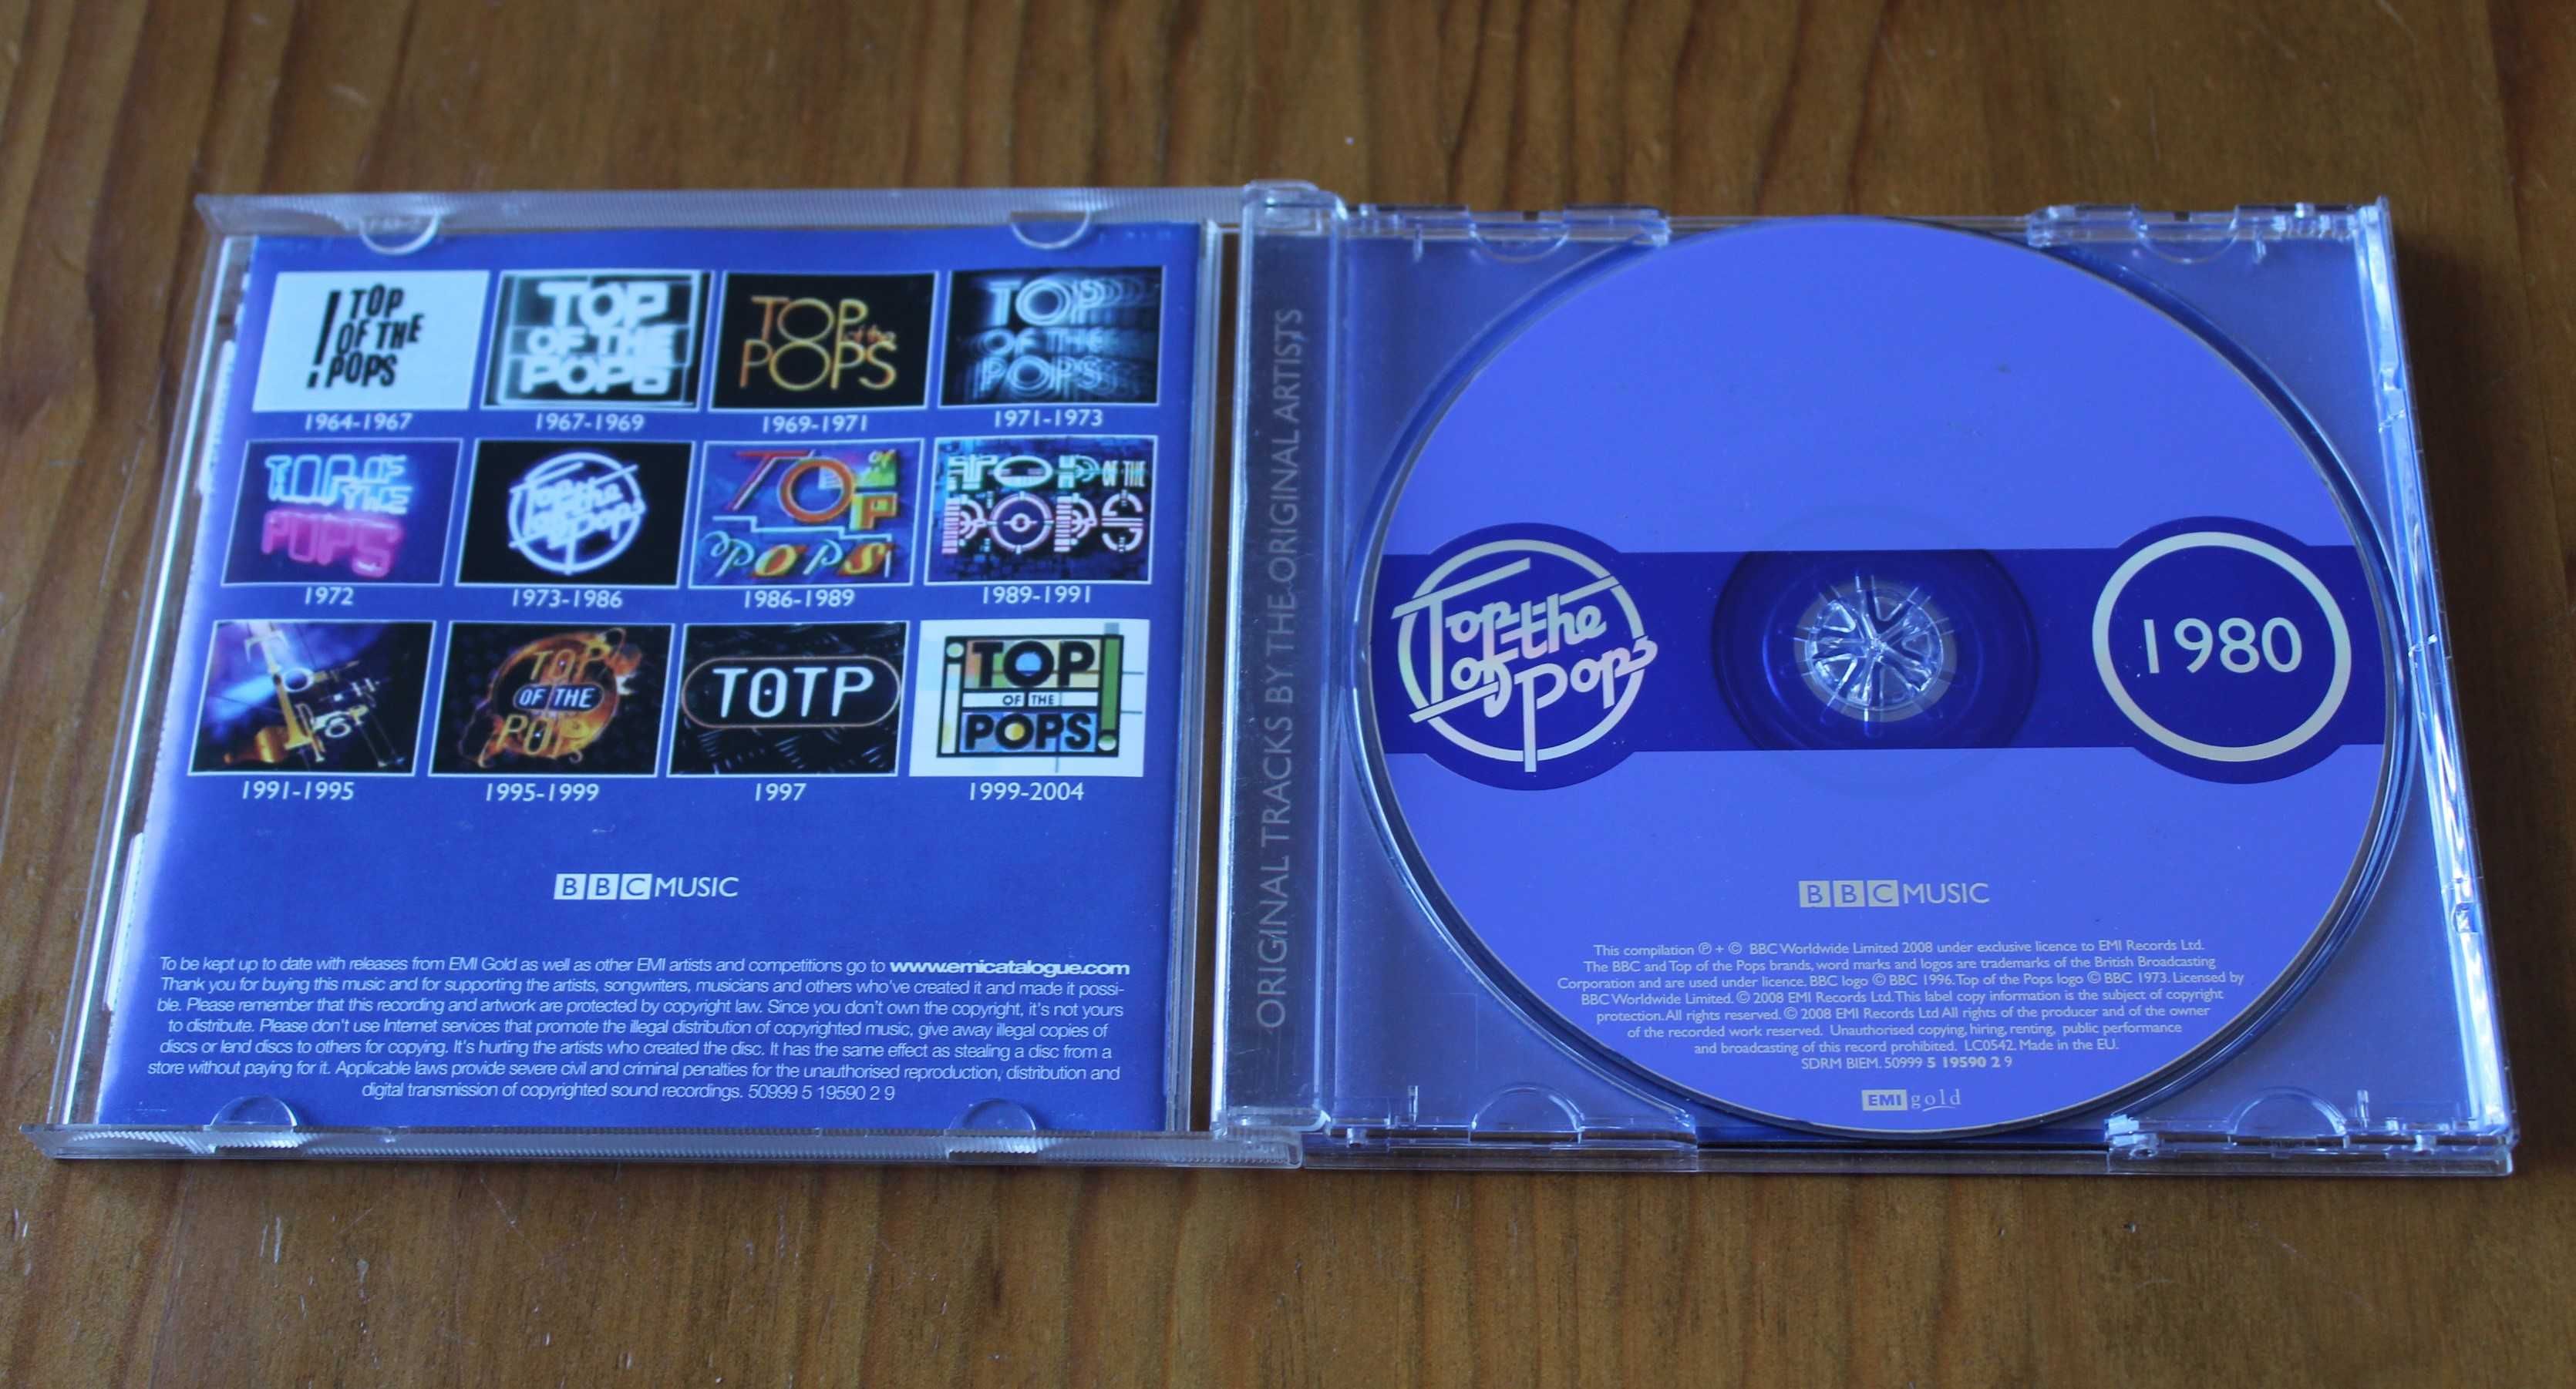 ! TOP
OF THE
POPS
1964-1967
TOP
OF THE
POPS
1967-1969
TOP
of the
POPS
1969-1971
TOP
OF THE
POPS
1971-1973
TOP OF
THE
POPS
1972
Top of the Pops
1973-1986
TOP
OF
POPS
1986-1989
TOP OF THE
POPS
1989-1991
1991-1995
TOP
OF THE
POPS
1995-1999
TOTP
1997
¡TOP!
OF THE
POPS
1999-2004
BBC MUSIC
To be kept up to date with releases from EMI Gold as well as other EMI artists and competitions go to www.emicatalogue.com
Thank you for buying this music and for supporting the artists, songwriters, musicians and others who've created it and made it possi-
ble. Please remember that this recording and artwork are protected by copyright law. Since you don't own the copyright, it's not yours
to distribute. Please don't use Internet services that promote the illegal distribution of copyrighted music, give away illegal copies of
discs or lend discs to others for copying. It's hurting the artists who created the disc. It has the same effect as stealing a disc from a
store without paying for it. Applicable laws provide severe civil and criminal penalties for the unauthorised reproduction, distribution and
digital transmission of copyrighted sound recordings. 50999 5 19590 2 9
ORIGINAL TRACKS BY THE ORIGINAL ARTISTS
Top of the Pops
1980
BBC MUSIC
This compilation ℗ + © BBC Worldwide Limited 2008 under exclusive licence to EMI Records Ltd.
The BBC and Top of the Pops brands, word marks and logos are trademarks of the British Broadcasting
Corporation and are used under licence. BBC logo © BBC 1996. Top of the Pops logo © BBC 1973. Licensed by
BBC Worldwide Limited. © 2008 EMI Records Ltd. This label copy information is the subject of copyright
protection. All rights reserved. © 2008 EMI Records Ltd All rights of the producer and of the owner
of the recorded work reserved. Unauthorised copying, hiring, renting, public performance
and broadcasting of this record prohibited. LC0542. Made in the EU.
SDRM BIEM. 50999 5 19590 2 9
EMI gold